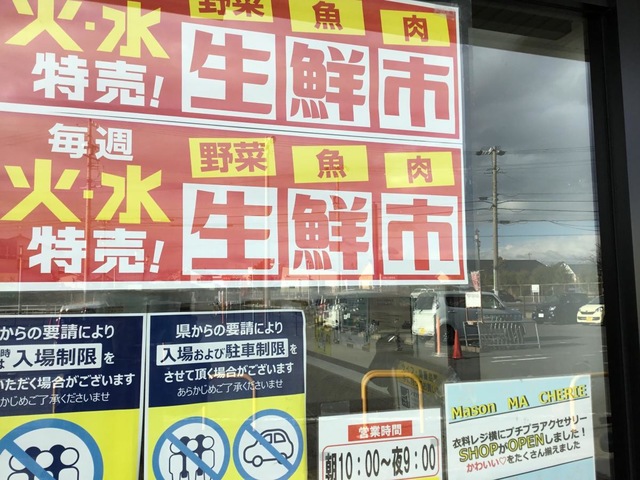 野菜 魚 肉
火・水
特売!
生鮮市
毎週
野菜 魚 肉
火・水
特売!
生鮮市
からの要請により
時は入場制限を
いただく場合がございます
あらかじめご了承くださいませ
県からの要請により
入場および駐車制限を
させて頂く場合がございます
あらかじめご了承くださいませ
営業時間
朝10:00〜夜9:00
Mason MA CHERIE
衣料レジ横にプチプラアクセサリー
SHOPがOPENしました!
かわいい♡をたくさん揃えました